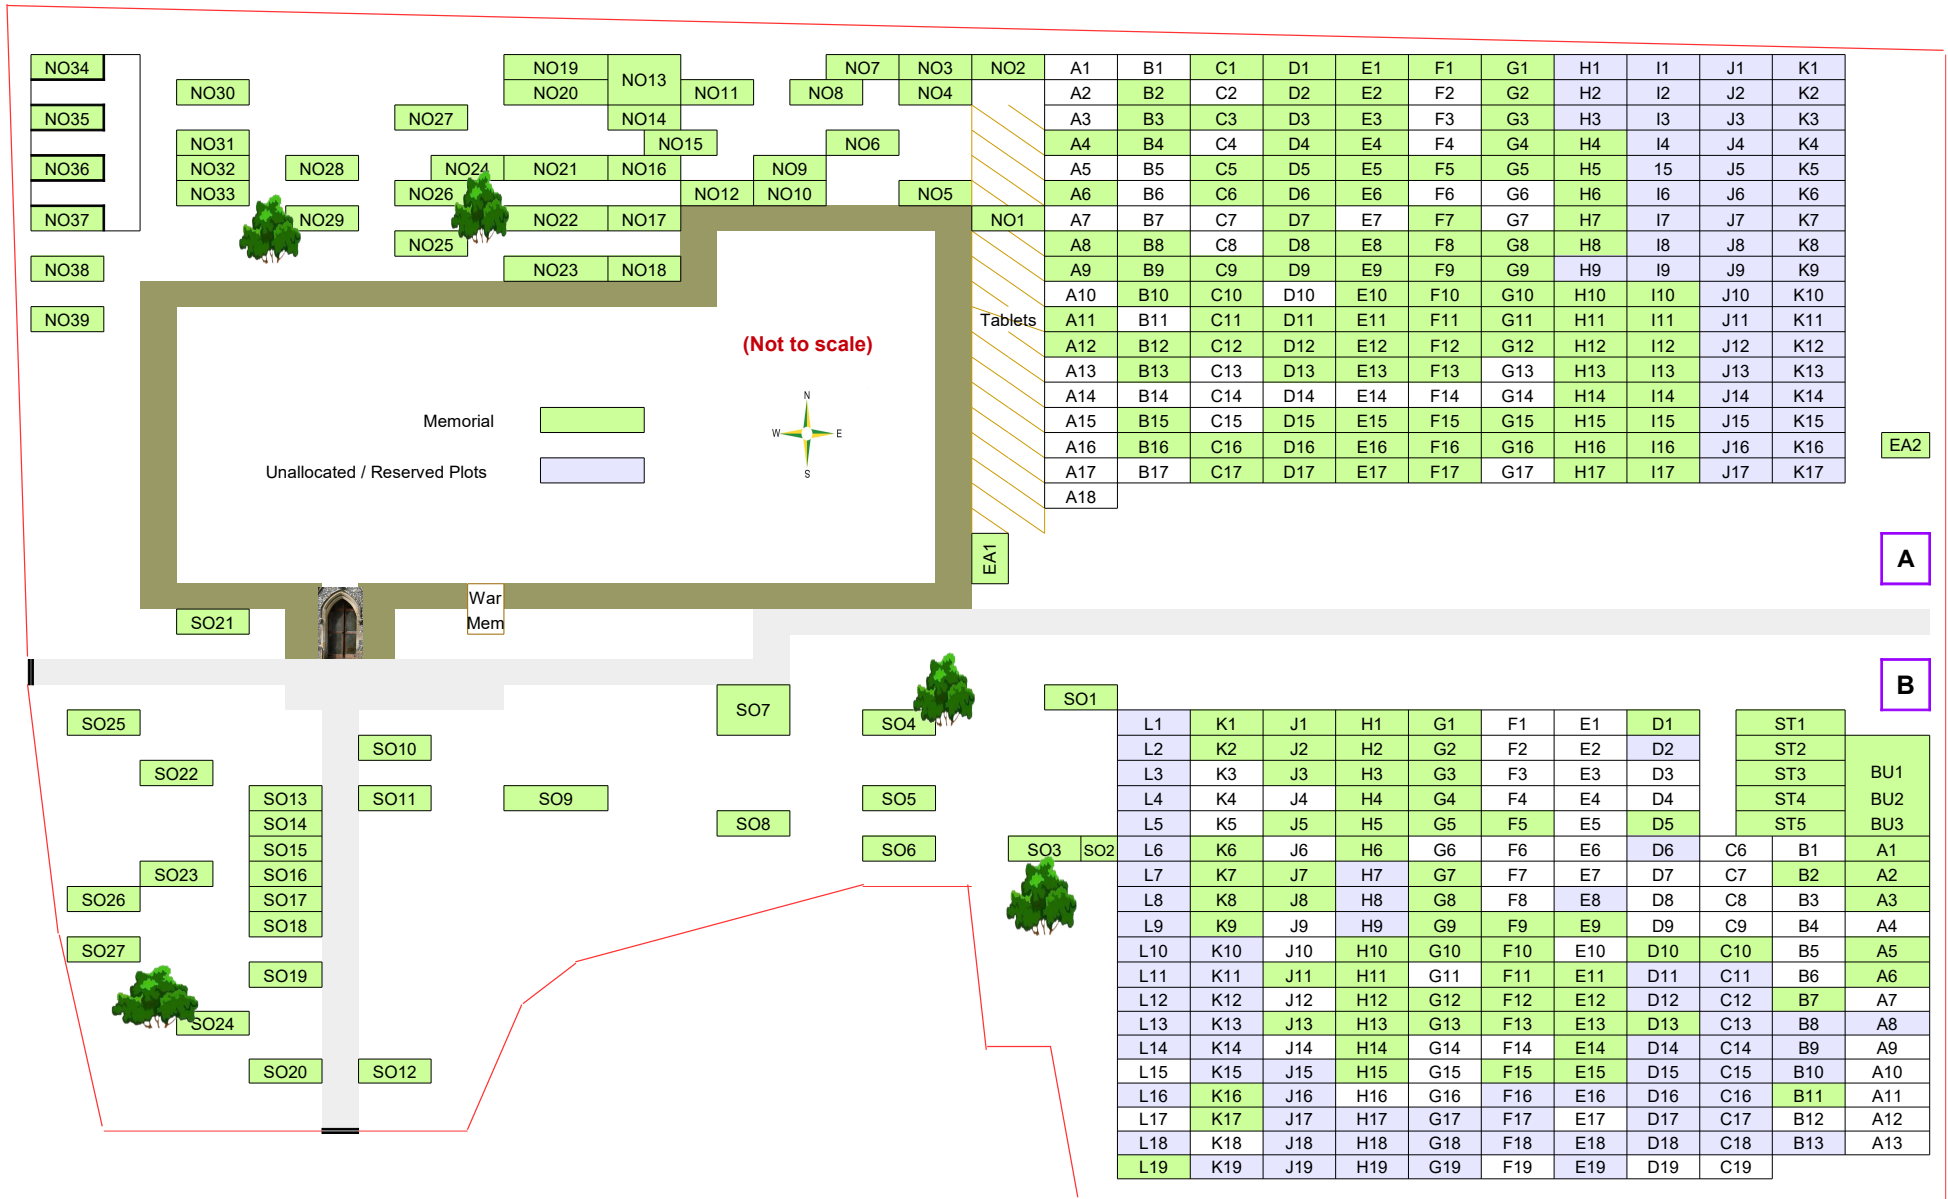 NO34 NO19 NO13 NO7 NO3 NO2 A1 B1 C1 D1 E1 F1 G1 H1 I1 J1 K1
NO30 NO20 NO11 NO8 NO4 A2 B2 C2 D2 E2 F2 G2 H2 I2 J2 K2
NO35 NO27 NO14 A3 B3 C3 D3 E3 F3 G3 H3 I3 J3 K3
NO31 NO15 NO6 A4 B4 C4 D4 E4 F4 G4 H4 I4 J4 K4
NO36 NO32 NO28 NO24 NO21 NO16 NO9 A5 B5 C5 D5 E5 F5 G5 H5 15 J5 K5
NO33 NO26 NO12 NO10 NO5 A6 B6 C6 D6 E6 F6 G6 H6 I6 J6 K6
NO37 NO29 NO22 NO17 NO1 A7 B7 C7 D7 E7 F7 G7 H7 I7 J7 K7
NO25 A8 B8 C8 D8 E8 F8 G8 H8 I8 J8 K8
NO38 NO23 NO18 A9 B9 C9 D9 E9 F9 G9 H9 I9 J9 K9
A10 B10 C10 D10 E10 F10 G10 H10 I10 J10 K10
NO39 Tablets A11 B11 C11 D11 E11 F11 G11 H11 I11 J11 K11
(Not to scale) A12 B12 C12 D12 E12 F12 G12 H12 I12 J12 K12
A13 B13 C13 D13 E13 F13 G13 H13 I13 J13 K13
N A14 B14 C14 D14 E14 F14 G14 H14 I14 J14 K14
Memorial A15 B15 C15 D15 E15 F15 G15 H15 I15 J15 K15
W E A16 B16 C16 D16 E16 F16 G16 H16 I16 J16 K16 EA2
Unallocated / Reserved Plots S A17 B17 C17 D17 E17 F17 G17 H17 I17 J17 K17
A18
EA1 A
War
Mem
SO21
B
SO7 SO1
SO25 SO4 L1 K1 J1 H1 G1 F1 E1 D1 ST1
SO10 L2 K2 J2 H2 G2 F2 E2 D2 ST2
SO22 L3 K3 J3 H3 G3 F3 E3 D3 ST3 BU1
SO13 SO11 SO9 SO5 L4 K4 J4 H4 G4 F4 E4 D4 ST4 BU2
SO14 SO8 L5 K5 J5 H5 G5 F5 E5 D5 ST5 BU3
SO15 SO6 SO3 SO2 L6 K6 J6 H6 G6 F6 E6 D6 C6 B1 A1
SO23 SO16 L7 K7 J7 H7 G7 F7 E7 D7 C7 B2 A2
SO26 SO17 L8 K8 J8 H8 G8 F8 E8 D8 C8 B3 A3
SO18 L9 K9 J9 H9 G9 F9 E9 D9 C9 B4 A4
SO27 L10 K10 J10 H10 G10 F10 E10 D10 C10 B5 A5
SO19 L11 K11 J11 H11 G11 F11 E11 D11 C11 B6 A6
L12 K12 J12 H12 G12 F12 E12 D12 C12 B7 A7
SO24 L13 K13 J13 H13 G13 F13 E13 D13 C13 B8 A8
L14 K14 J14 H14 G14 F14 E14 D14 C14 B9 A9
SO20 SO12 L15 K15 J15 H15 G15 F15 E15 D15 C15 B10 A10
L16 K16 J16 H16 G16 F16 E16 D16 C16 B11 A11
L17 K17 J17 H17 G17 F17 E17 D17 C17 B12 A12
L18 K18 J18 H18 G18 F18 E18 D18 C18 B13 A13
L19 K19 J19 H19 G19 F19 E19 D19 C19